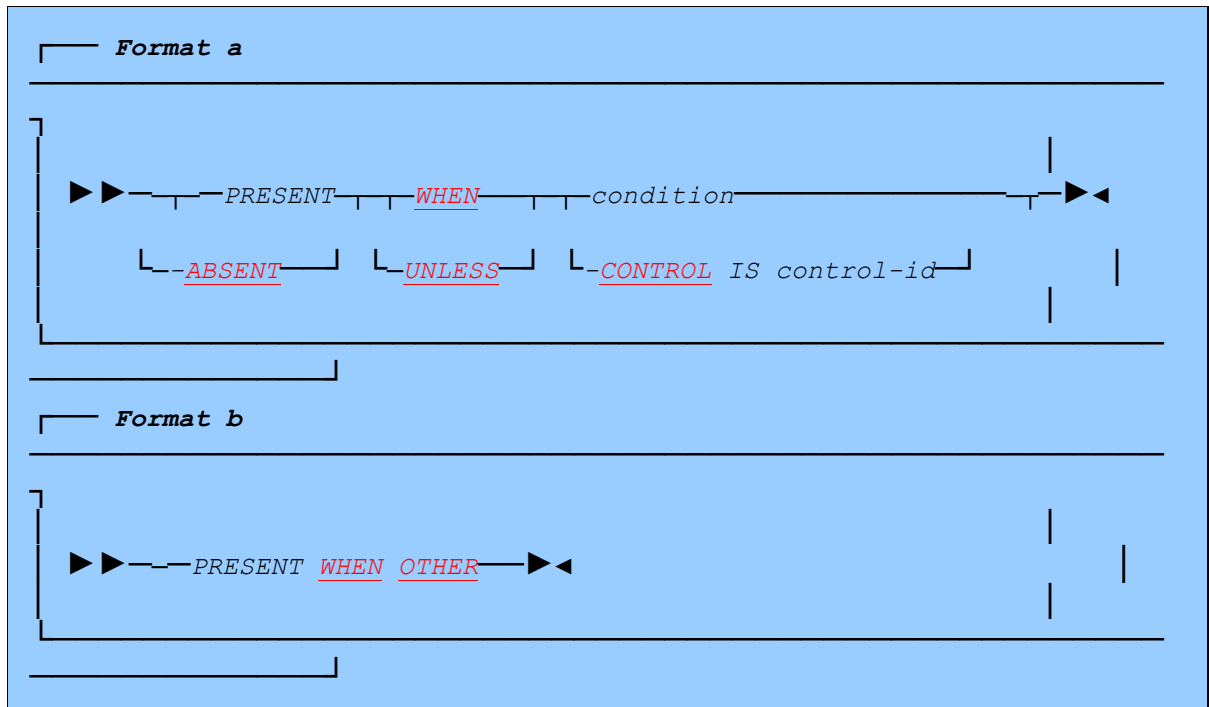 Format a
PRESENT WHEN condition
-ABSENT UNLESS -CONTROL IS control-id
Format b
PRESENT WHEN OTHER